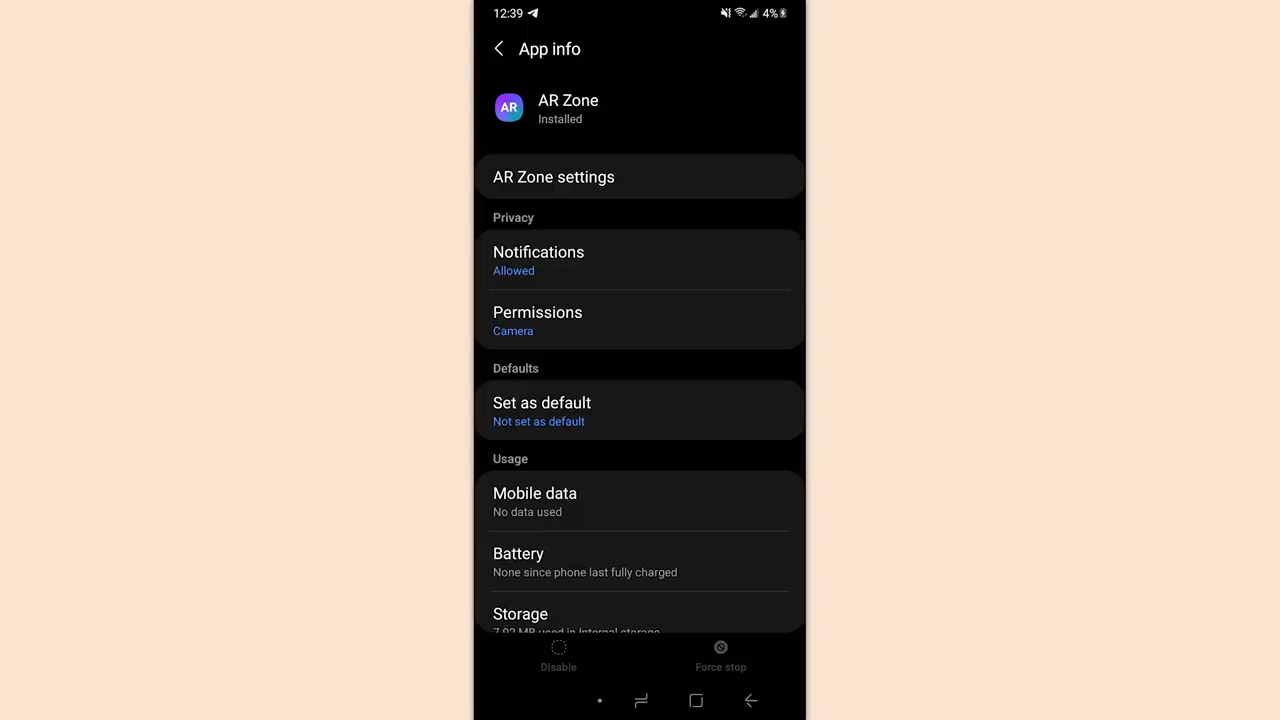 12:39 4%
App info
AR
AR Zone
Installed
AR Zone settings
Privacy
Notifications
Allowed
Permissions
Camera
Defaults
Set as default
Not set as default
Usage
Mobile data
No data used
Battery
None since phone last fully charged
Storage
7.92 MB used in Internal storage
Disable Force stop